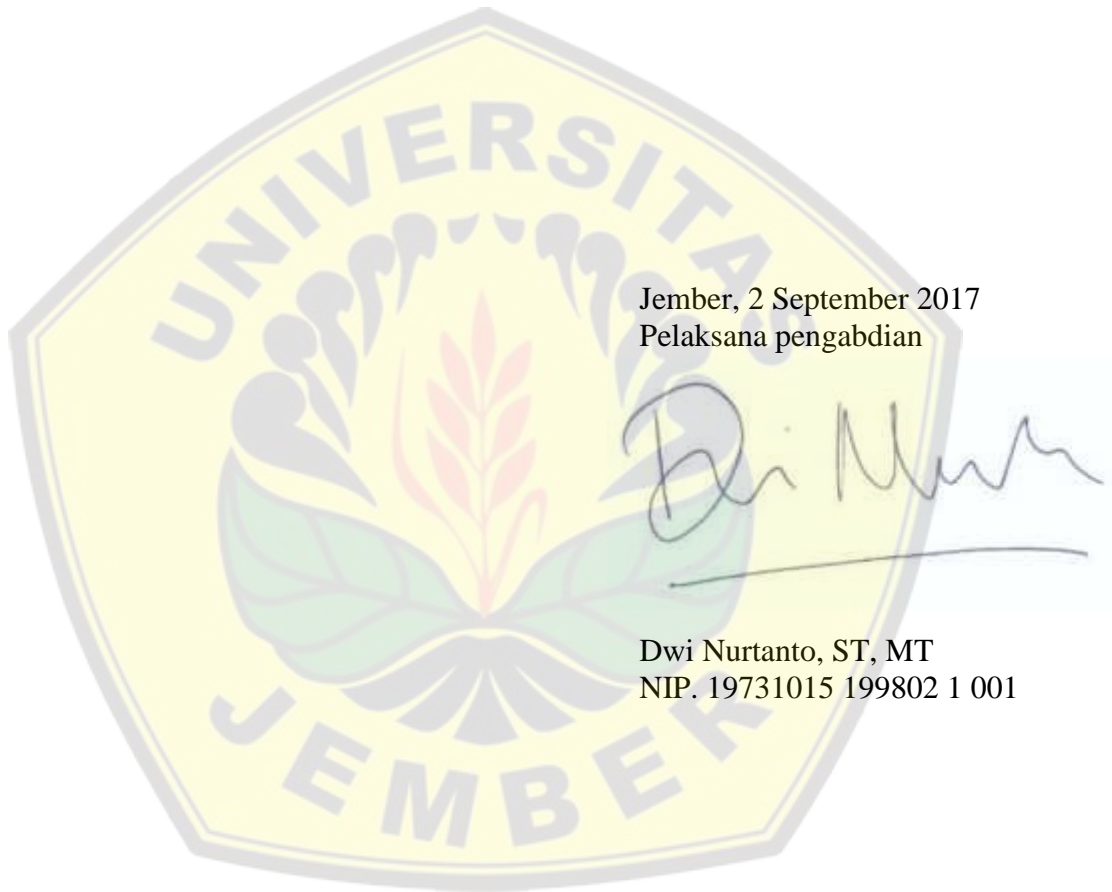 UNIVERSITAS
Jember, 2 September 2017
Pelaksana pengabdian
Dwi Nurtanto, ST, MT
NIP. 19731015 199802 1 001
JEMBER